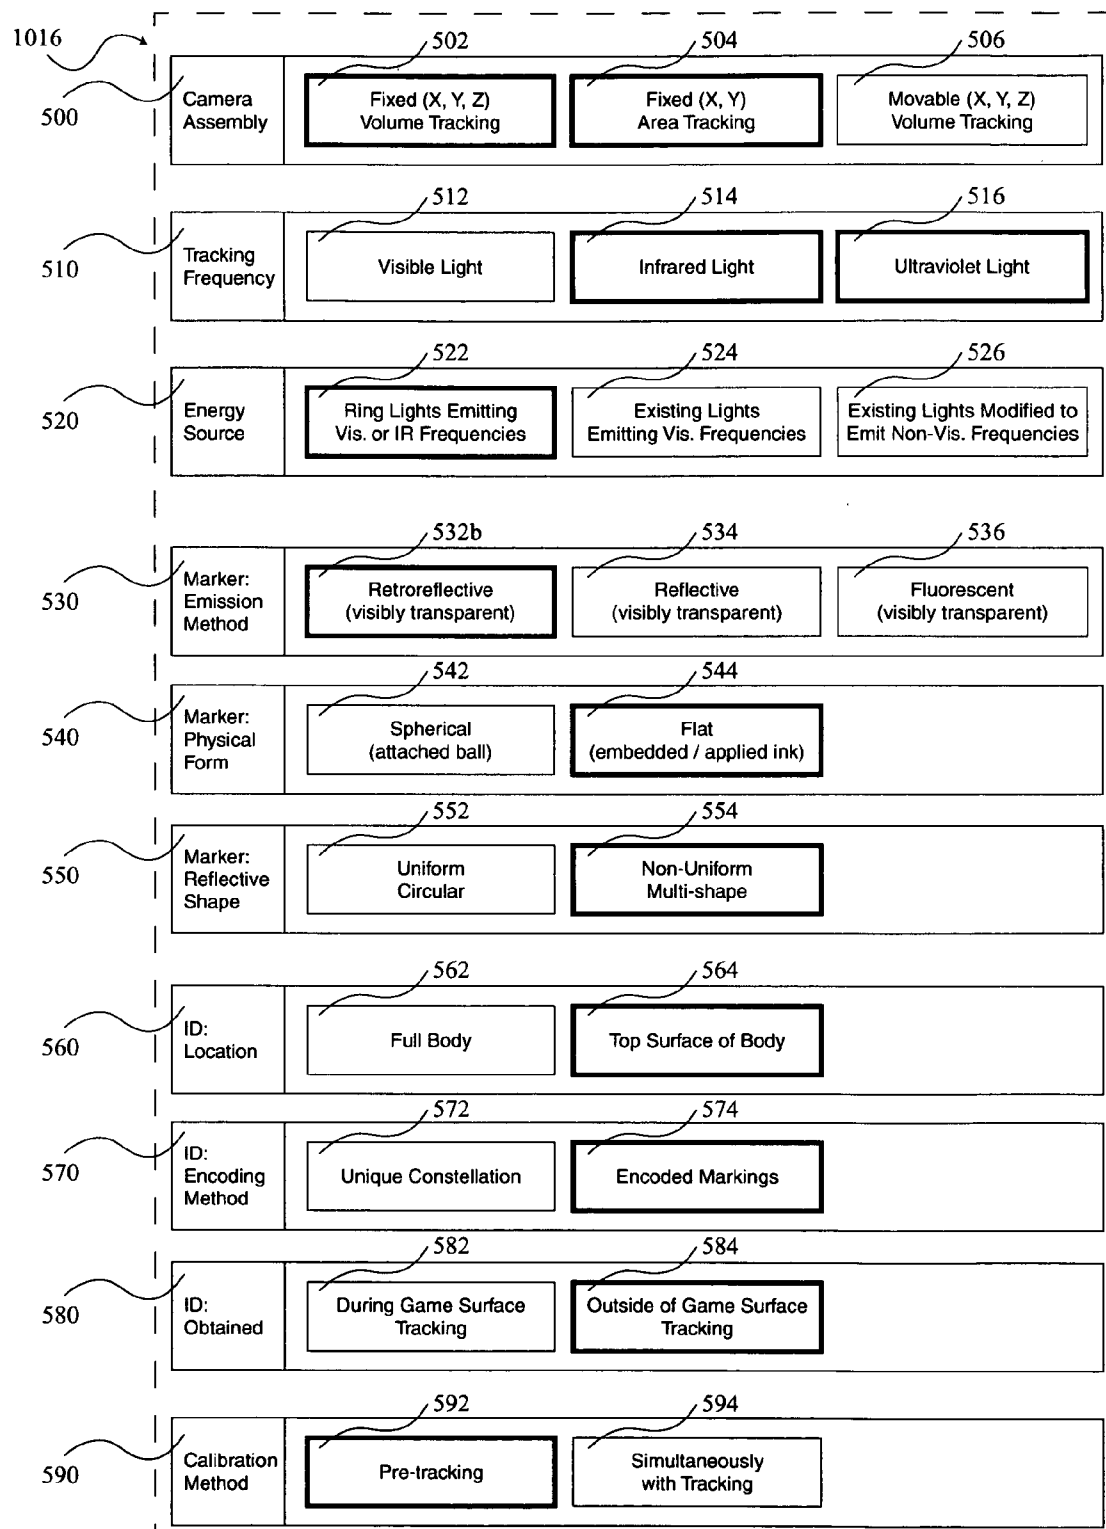 1016
502
504
506
500
Camera
Assembly
Fixed (X, Y, Z)
Volume Tracking
Fixed (X, Y)
Area Tracking
Movable (X, Y, Z)
Volume Tracking
512
514
516
510
Tracking
Frequency
Visible Light
Infrared Light
Ultraviolet Light
522
524
526
520
Energy
Source
Ring Lights Emitting
Vis. or IR Frequencies
Existing Lights
Emitting Vis. Frequencies
Existing Lights Modified to
Emit Non-Vis. Frequencies
532b
534
536
530
Marker:
Emission
Method
Retroreflective
(visibly transparent)
Reflective
(visibly transparent)
Fluorescent
(visibly transparent)
542
544
540
Marker:
Physical
Form
Spherical
(attached ball)
Flat
(embedded / applied ink)
552
554
550
Marker:
Reflective
Shape
Uniform
Circular
Non-Uniform
Multi-shape
562
564
560
ID:
Location
Full Body
Top Surface of Body
572
574
570
ID:
Encoding
Method
Unique Constellation
Encoded Markings
582
584
580
ID:
Obtained
During Game Surface
Tracking
Outside of Game Surface
Tracking
592
594
590
Calibration
Method
Pre-tracking
Simultaneously
with Tracking